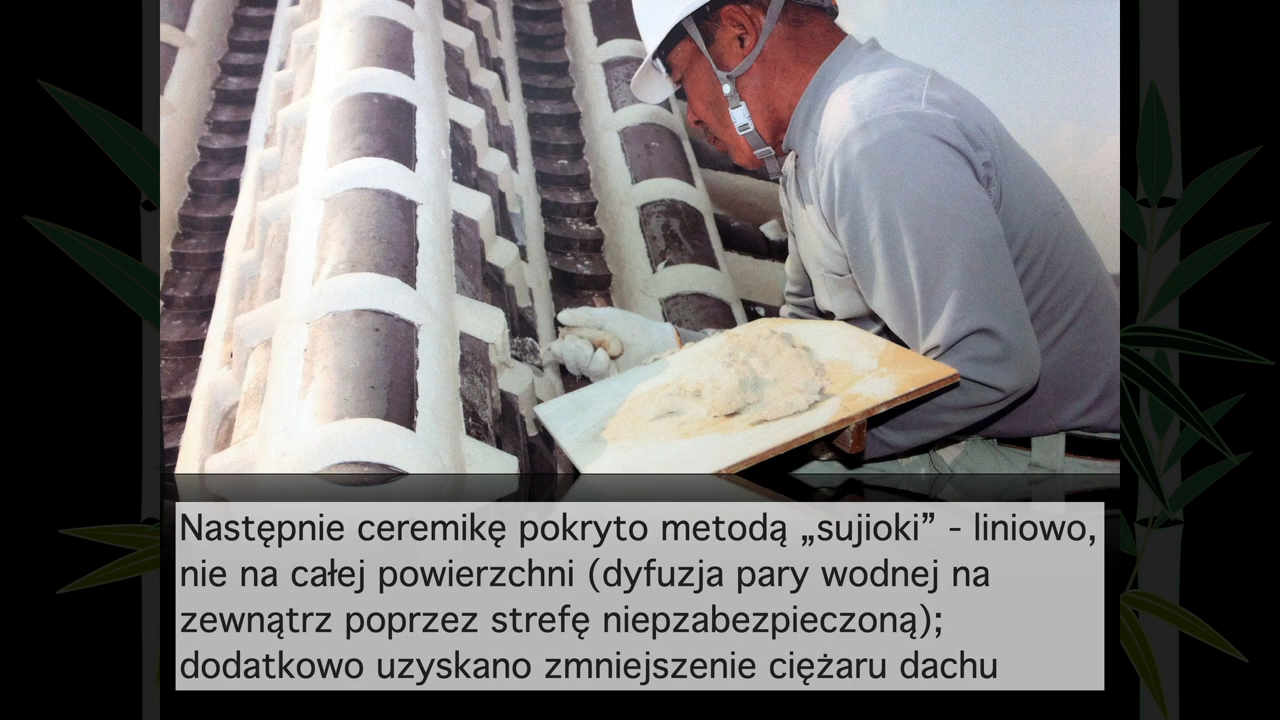 Następnie ceremikę pokryto metodą „sujioki” - liniowo,
nie na całej powierzchni (dyfuzja pary wodnej na
zewnątrz poprzez strefę niepzabezpieczoną);
dodatkowo uzyskano zmniejszenie ciężaru dachu